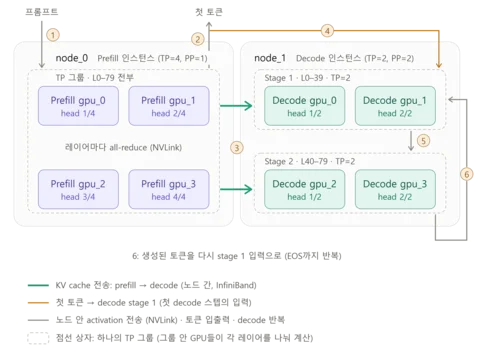 프롬프트
첫 토큰
1
2
4
node_0 Prefill 인스턴스 (TP=4, PP=1)
node_1 Decode 인스턴스 (TP=2, PP=2)
TP 그룹 · L0–79 전부
Stage 1 · L0–39 · TP=2
Prefill gpu_0
head 1/4
Prefill gpu_1
head 2/4
Decode gpu_0
head 1/2
Decode gpu_1
head 2/2
레이어마다 all-reduce (NVLink)
3
5
6
Stage 2 · L40–79 · TP=2
Prefill gpu_2
head 3/4
Prefill gpu_3
head 4/4
Decode gpu_2
head 1/2
Decode gpu_3
head 2/2
6: 생성된 토큰을 다시 stage 1 입력으로 (EOS까지 반복)
KV cache 전송: prefill → decode (노드 간, InfiniBand)
첫 토큰 → decode stage 1 (첫 decode 스텝의 입력)
노드 안 activation 전송 (NVLink) · 토큰 입출력 · decode 반복
점선 상자: 하나의 TP 그룹 (그룹 안 GPU들이 각 레이어를 나눠 계산)